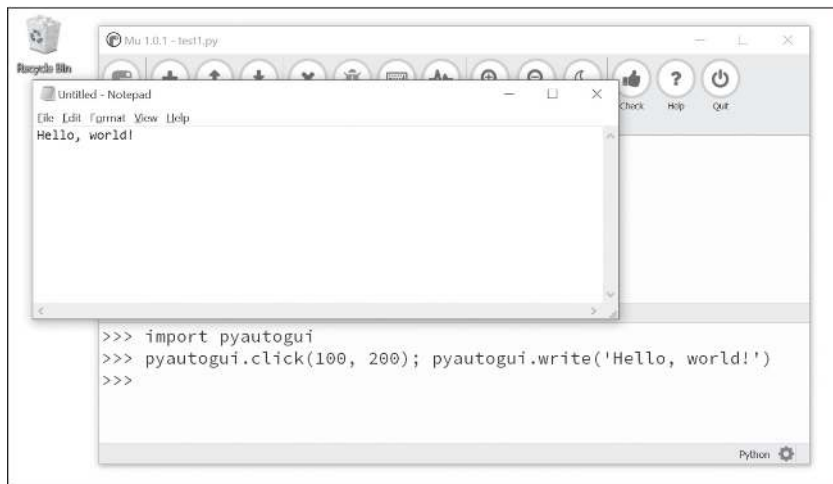 Recycle Bin
Mu 1.0.1 - test1.py
Check Help Quit
Untitled - Notepad
File Edit Format View Help
Hello, world!
>>> import pyautogui
>>> pyautogui.click(100, 200); pyautogui.write('Hello, world!')
>>>
Python